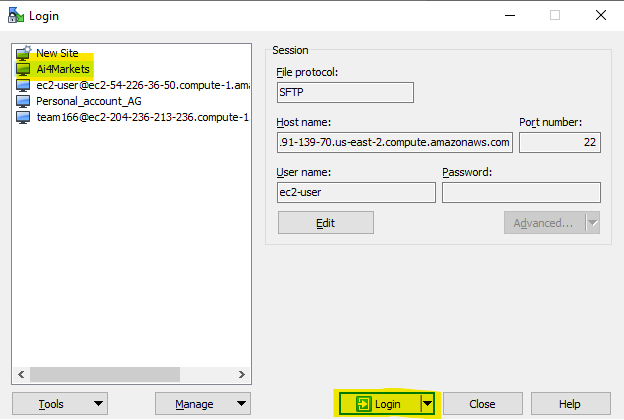 Login
New Site
Ai4Markets
ec2-user@ec2-54-226-36-50.compute-1.ama
Personal_account_AG
team166@ec2-204-236-213-236.compute-1
Session
File protocol:
SFTP
Host name:
Port number:
.91-139-70.us-east-2.compute.amazonaws.com
22
User name:
Password:
ec2-user
Edit
Advanced...
Tools
Manage
Login
Close
Help